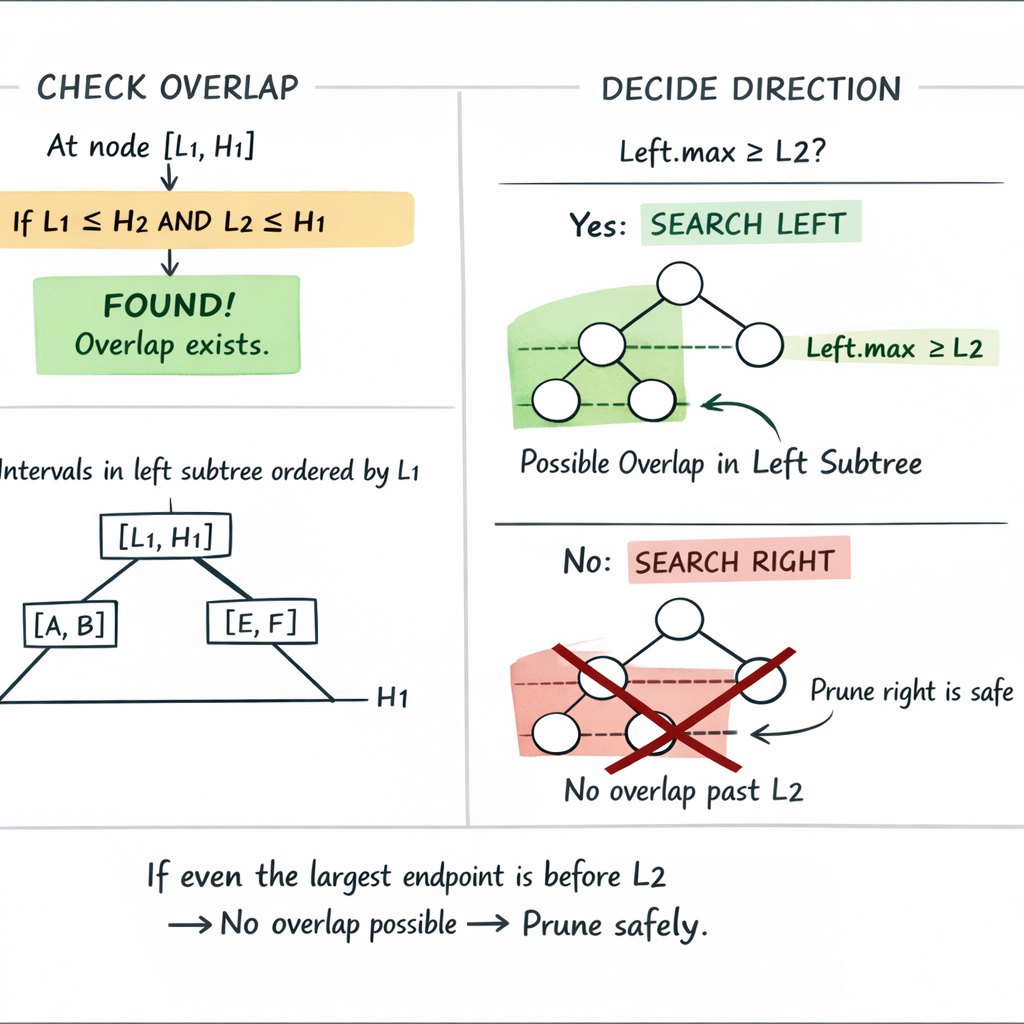 CHECK OVERLAP
At node [L1, H1]
If L1 ≤ H2 AND L2 ≤ H1
FOUND!
Overlap exists.
Intervals in left subtree ordered by L1
[L1, H1]
[A, B]
[E, F]
H1
DECIDE DIRECTION
Left.max ≥ L2?
Yes: SEARCH LEFT
Left.max ≥ L2
Possible Overlap in Left Subtree
No: SEARCH RIGHT
Prune right is safe
No overlap past L2
If even the largest endpoint is before L2
→ No overlap possible → Prune safely.